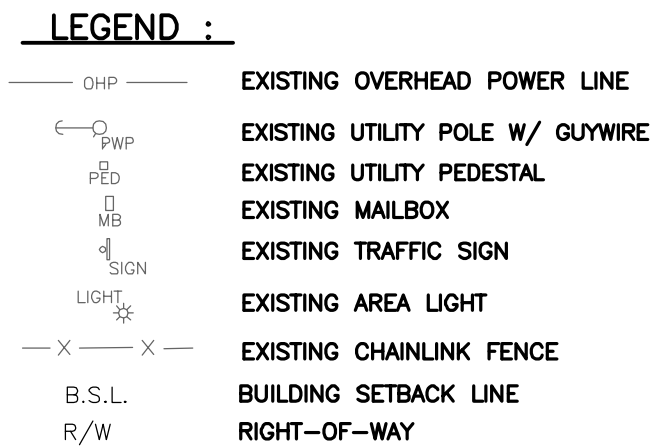 LEGEND :
OHP EXISTING OVERHEAD POWER LINE
PWP EXISTING UTILITY POLE W/ GUYWIRE
PED EXISTING UTILITY PEDESTAL
MB EXISTING MAILBOX
SIGN EXISTING TRAFFIC SIGN
LIGHT EXISTING AREA LIGHT
X X EXISTING CHAINLINK FENCE
B.S.L. BUILDING SETBACK LINE
R/W RIGHT-OF-WAY